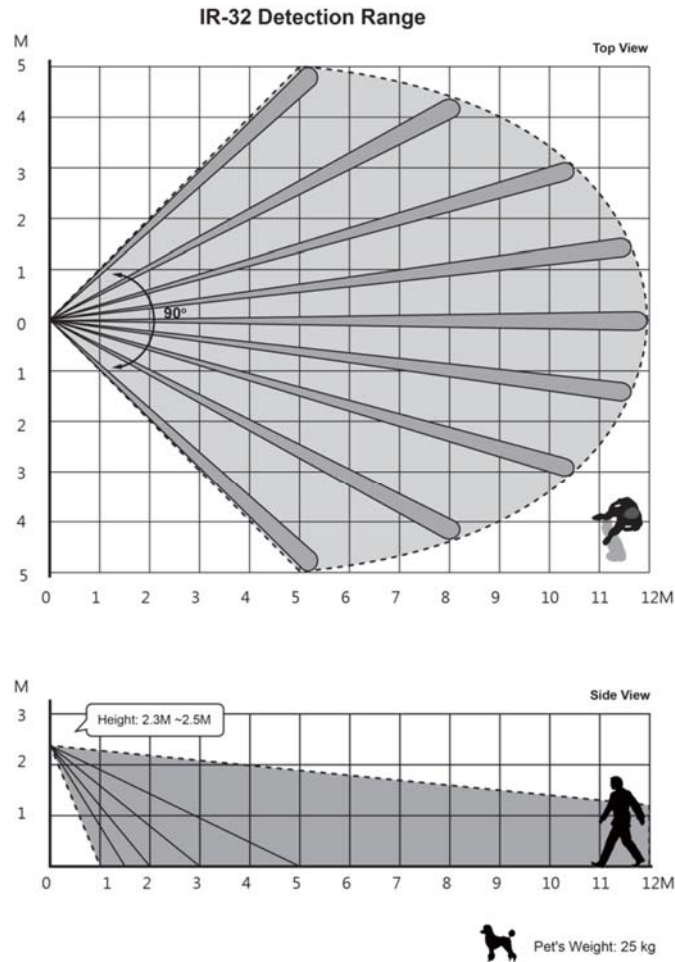 IR-32 Detection Range
M
Top View
5
4
3
2
1
0
90°
1
2
3
4
5
0 1 2 3 4 5 6 7 8 9 10 11 12M
M
Side View
3
Height: 2.3M ~2.5M
2
1
0 1 2 3 4 5 6 7 8 9 10 11 12M
Pet's Weight: 25 kg